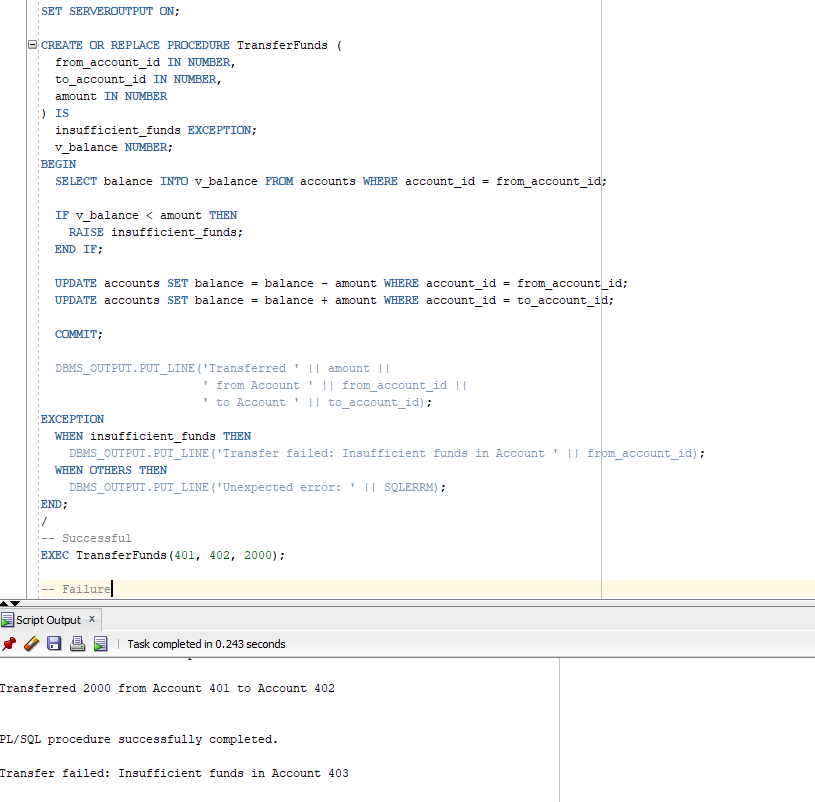 SET SERVEROUTPUT ON;
CREATE OR REPLACE PROCEDURE TransferFunds (
from_account_id IN NUMBER,
to_account_id IN NUMBER,
amount IN NUMBER
) IS
insufficient_funds EXCEPTION;
v_balance NUMBER;
BEGIN
SELECT balance INTO v_balance FROM accounts WHERE account_id = from_account_id;
IF v_balance < amount THEN
RAISE insufficient_funds;
END IF;
UPDATE accounts SET balance = balance - amount WHERE account_id = from_account_id;
UPDATE accounts SET balance = balance + amount WHERE account_id = to_account_id;
COMMIT;
DBMS_OUTPUT.PUT_LINE('Transferred ' || amount ||
' from Account ' || from_account_id ||
' to Account ' || to_account_id);
EXCEPTION
WHEN insufficient_funds THEN
DBMS_OUTPUT.PUT_LINE('Transfer failed: Insufficient funds in Account ' || from_account_id);
WHEN OTHERS THEN
DBMS_OUTPUT.PUT_LINE('Unexpected error: ' || SQLERRM);
END;
/
-- Successful
EXEC TransferFunds(401, 402, 2000);
-- Failure
Script Output x
Task completed in 0.243 seconds
Transferred 2000 from Account 401 to Account 402
PL/SQL procedure successfully completed.
Transfer failed: Insufficient funds in Account 403